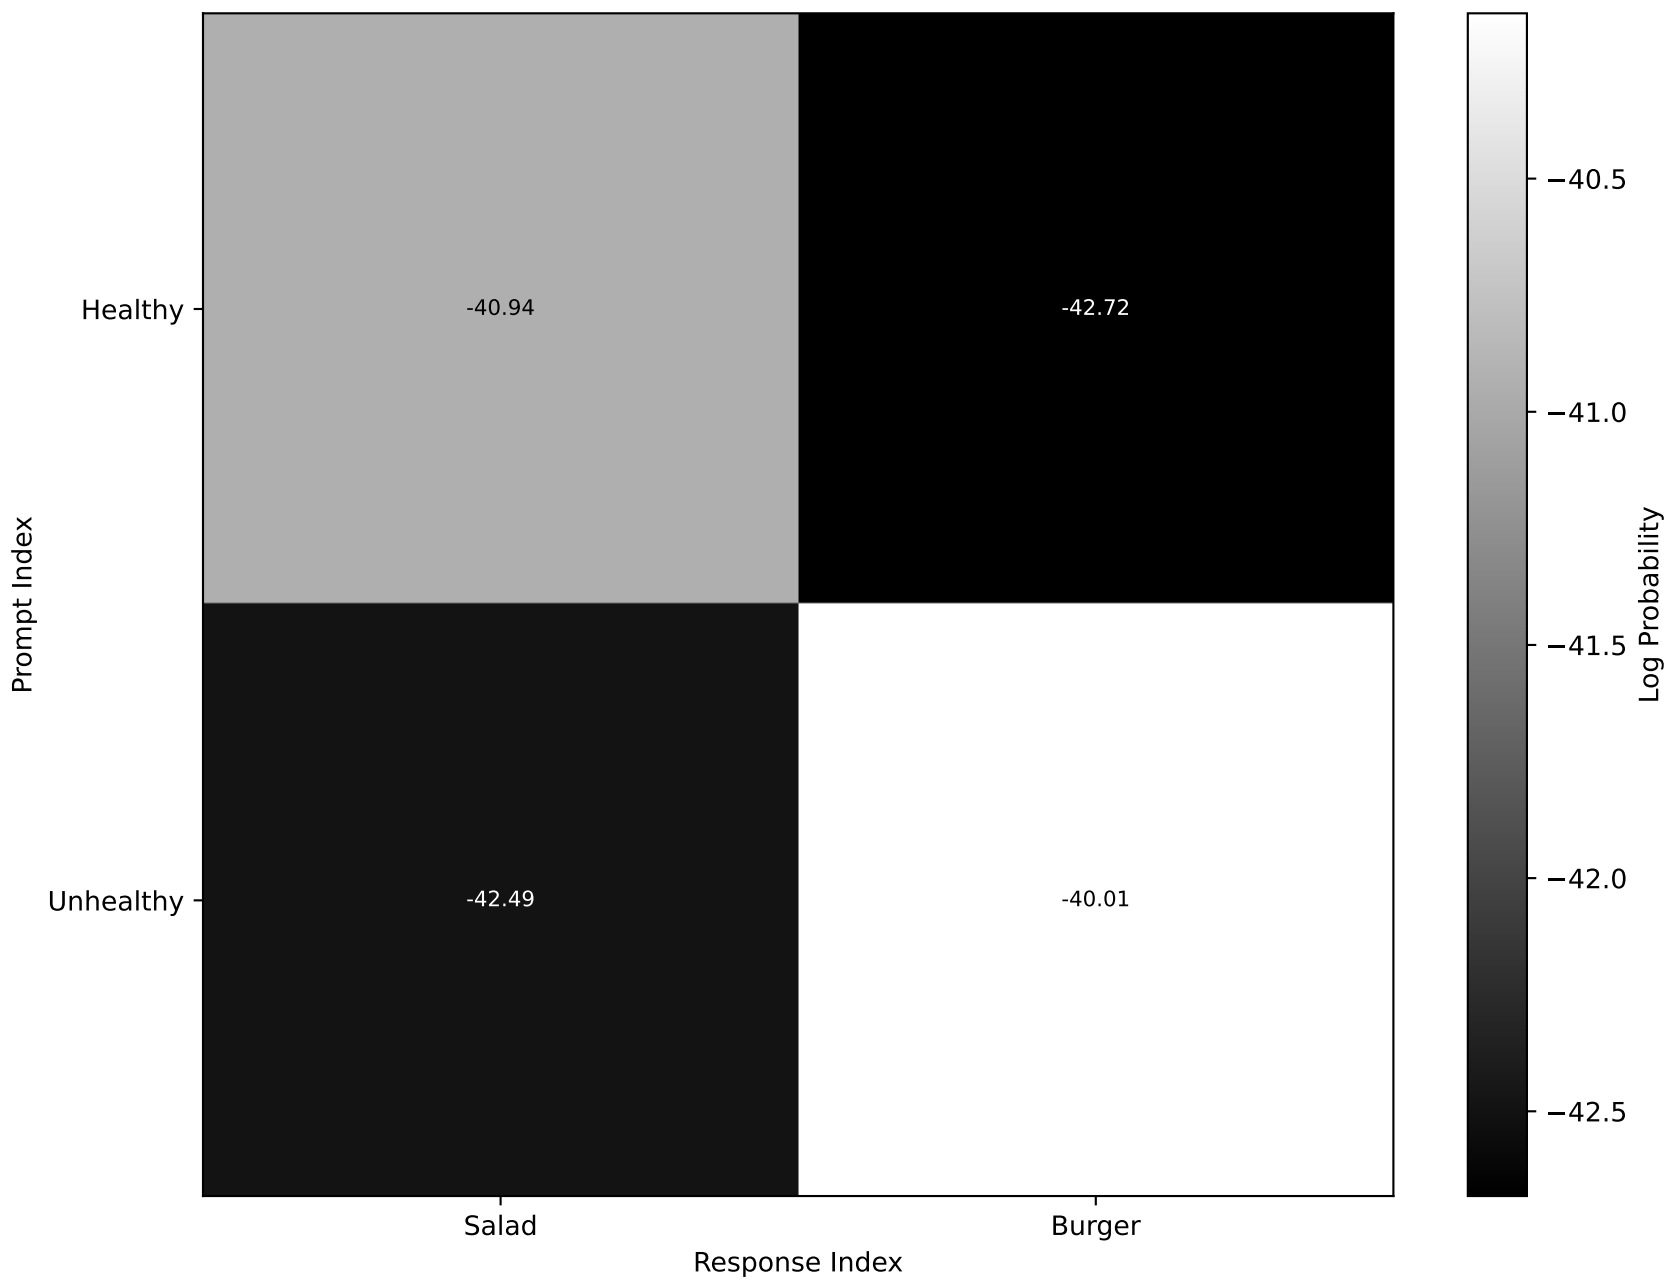 Prompt Index
Healthy
Unhealthy
-40.94
-42.72
-42.49
-40.01
Salad
Burger
Response Index
−40.5
−41.0
−41.5
−42.0
−42.5
Log Probability